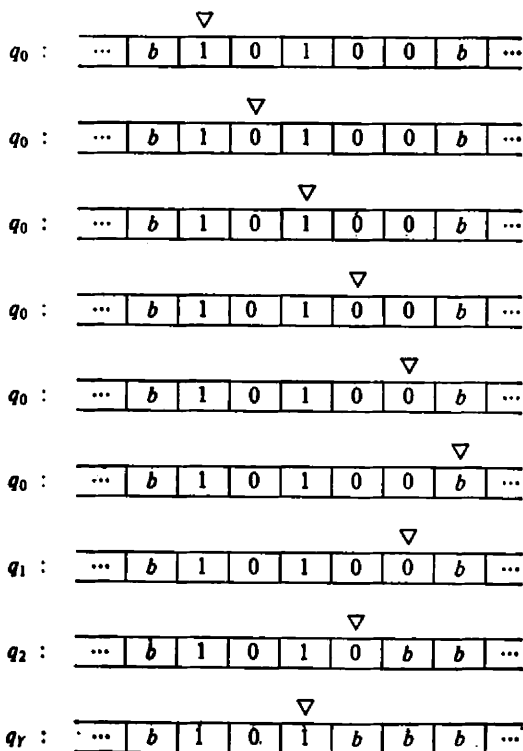 q₀ : ... b 1 0 1 0 0 b ...
q₀ : ... b 1 0 1 0 0 b ...
q₀ : ... b 1 0 1 0 0 b ...
q₀ : ... b 1 0 1 0 0 b ...
q₀ : ... b 1 0 1 0 0 b ...
q₀ : ... b 1 0 1 0 0 b ...
q₁ : ... b 1 0 1 0 0 b ...
q₂ : ... b 1 0 1 0 b b ...
q_Y : ... b 1 0 1 b b b ...